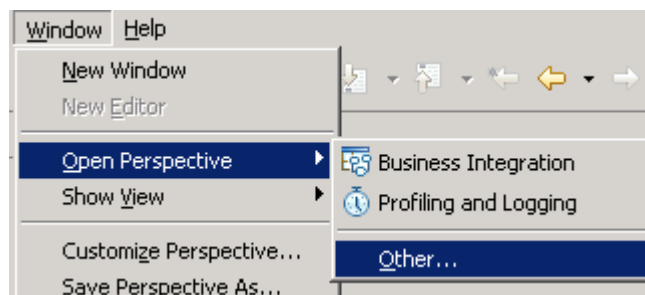 Window Help
New Window
New Editor
Open Perspective
Business Integration
Show View
Profiling and Logging
Customize Perspective...
Other...
Save Perspective As...